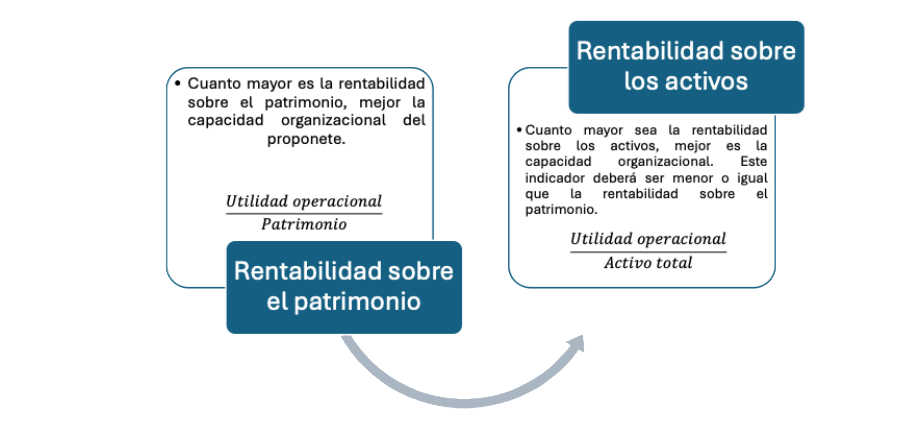 • Cuanto mayor es la rentabilidad
sobre el patrimonio, mejor la
capacidad organizacional del
proponete.
Utilidad operacional
Patrimonio
Rentabilidad sobre
el patrimonio
Rentabilidad sobre
los activos
• Cuanto mayor sea la rentabilidad
sobre los activos, mejor es la
capacidad organizacional. Este
indicador deberá ser menor o igual
que la rentabilidad sobre el
patrimonio.
Utilidad operacional
Activo total